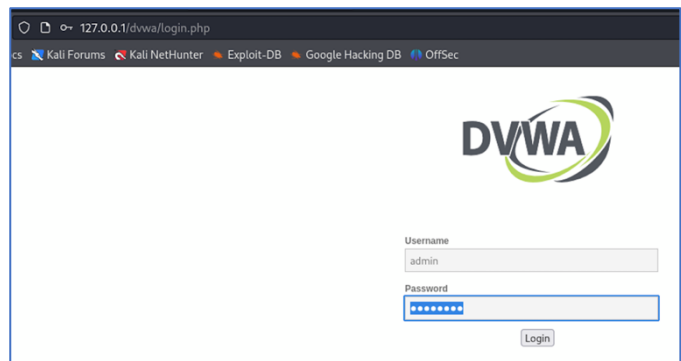 127.0.0.1/dvwa/login.php
cs Kali Forums Kali NetHunter Exploit-DB Google Hacking DB OffSec
DVWA
Username
admin
Password
••••••••
Login